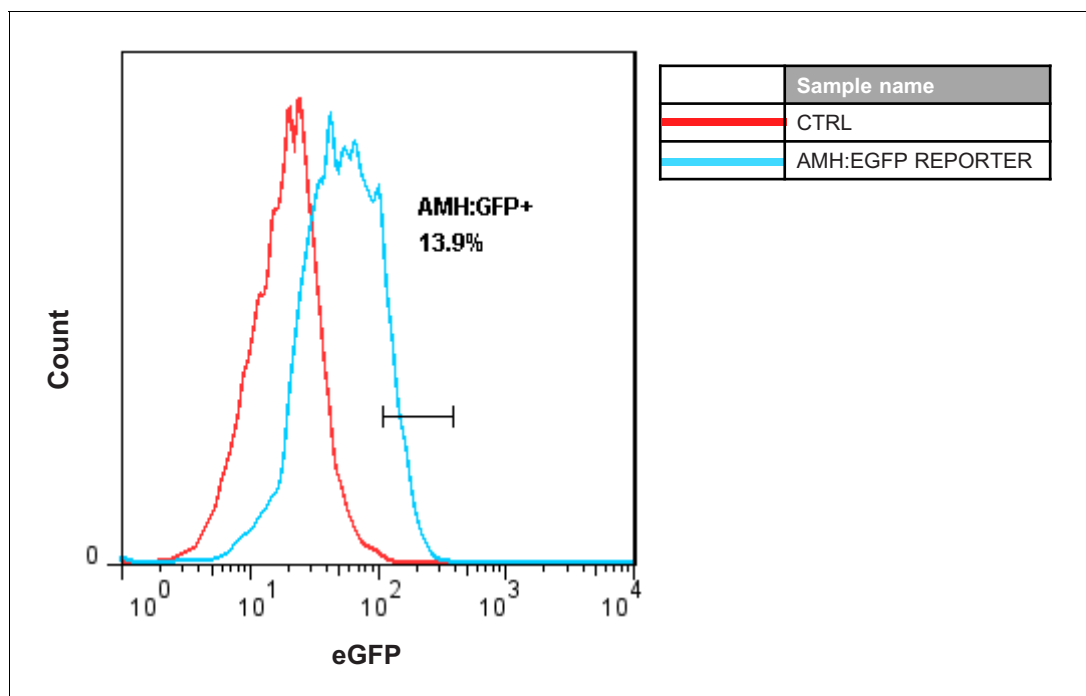 Sample name
CTRL
AMH:EGFP REPORTER
AMH:GFP+
13.9%
Count
0
10^0 10^1 10^2 10^3 10^4
eGFP